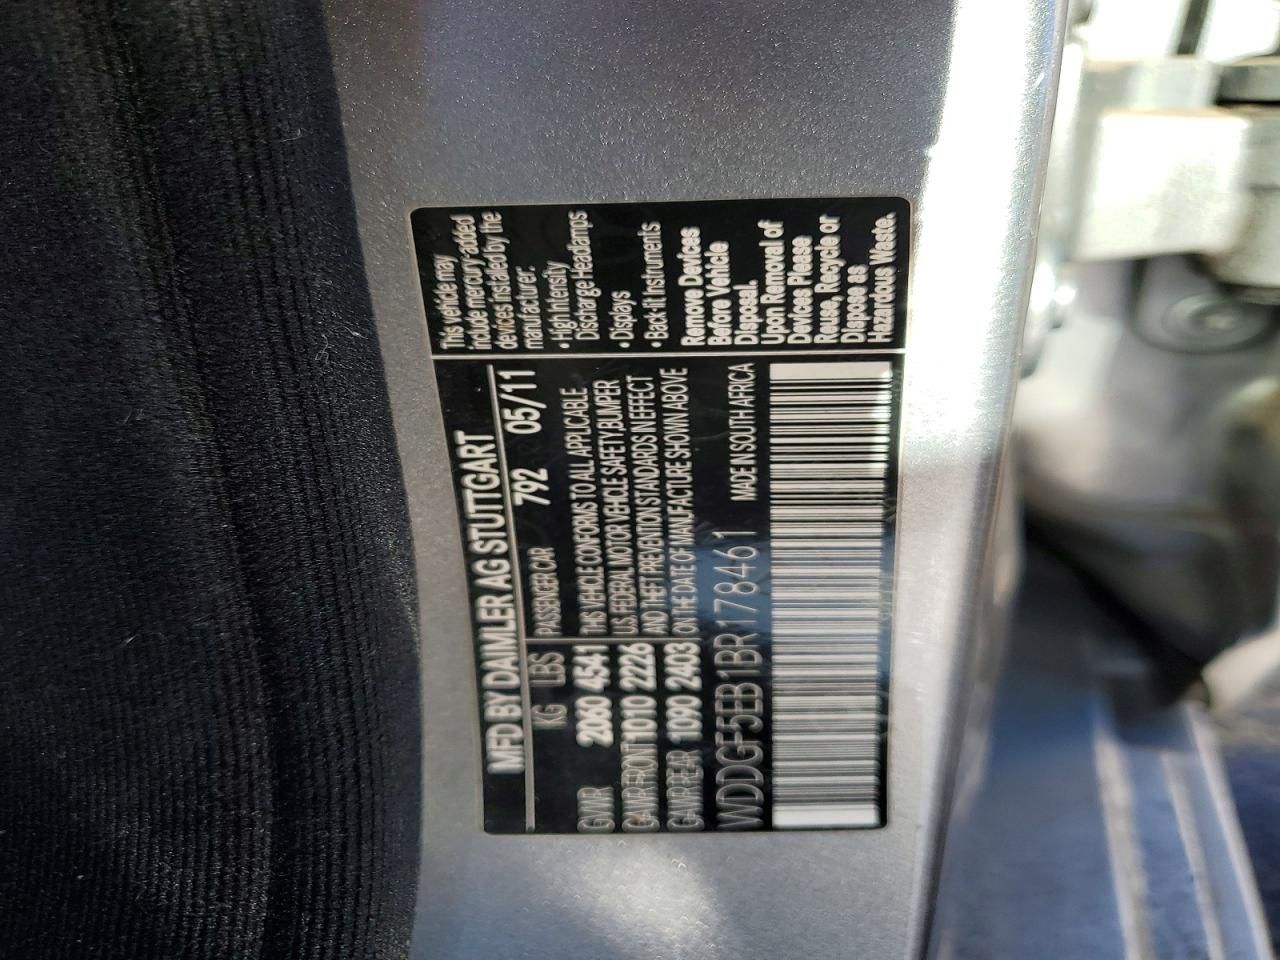 MFD BY DAIMLER AG STUTTGART
KG LBS PASSENGER CAR 792 05/11
GVWR 2060 4541
GAWR FRONT 1010 2226
GAWR REAR 1090 2403
THIS VEHICLE CONFORMS TO ALL APPLICABLE
U.S. FEDERAL MOTOR VEHICLE SAFETY,BUMPER
AND THEFT PREVENTION STANDARDS IN EFFECT
ON THE DATE OF MANUFACTURE SHOWN ABOVE
WDDGF5EB1BR178461 MADE IN SOUTH AFRICA
This vehicle may
include mercury-added
devices installed by the
manufacturer:
• High Intensity
Discharge Headlamps
• Displays
• Back-lit Instruments
Remove Devices
Before Vehicle
Disposal.
Upon Removal of
Devices Please
Reuse, Recycle or
Dispose as
Hazardous Waste.